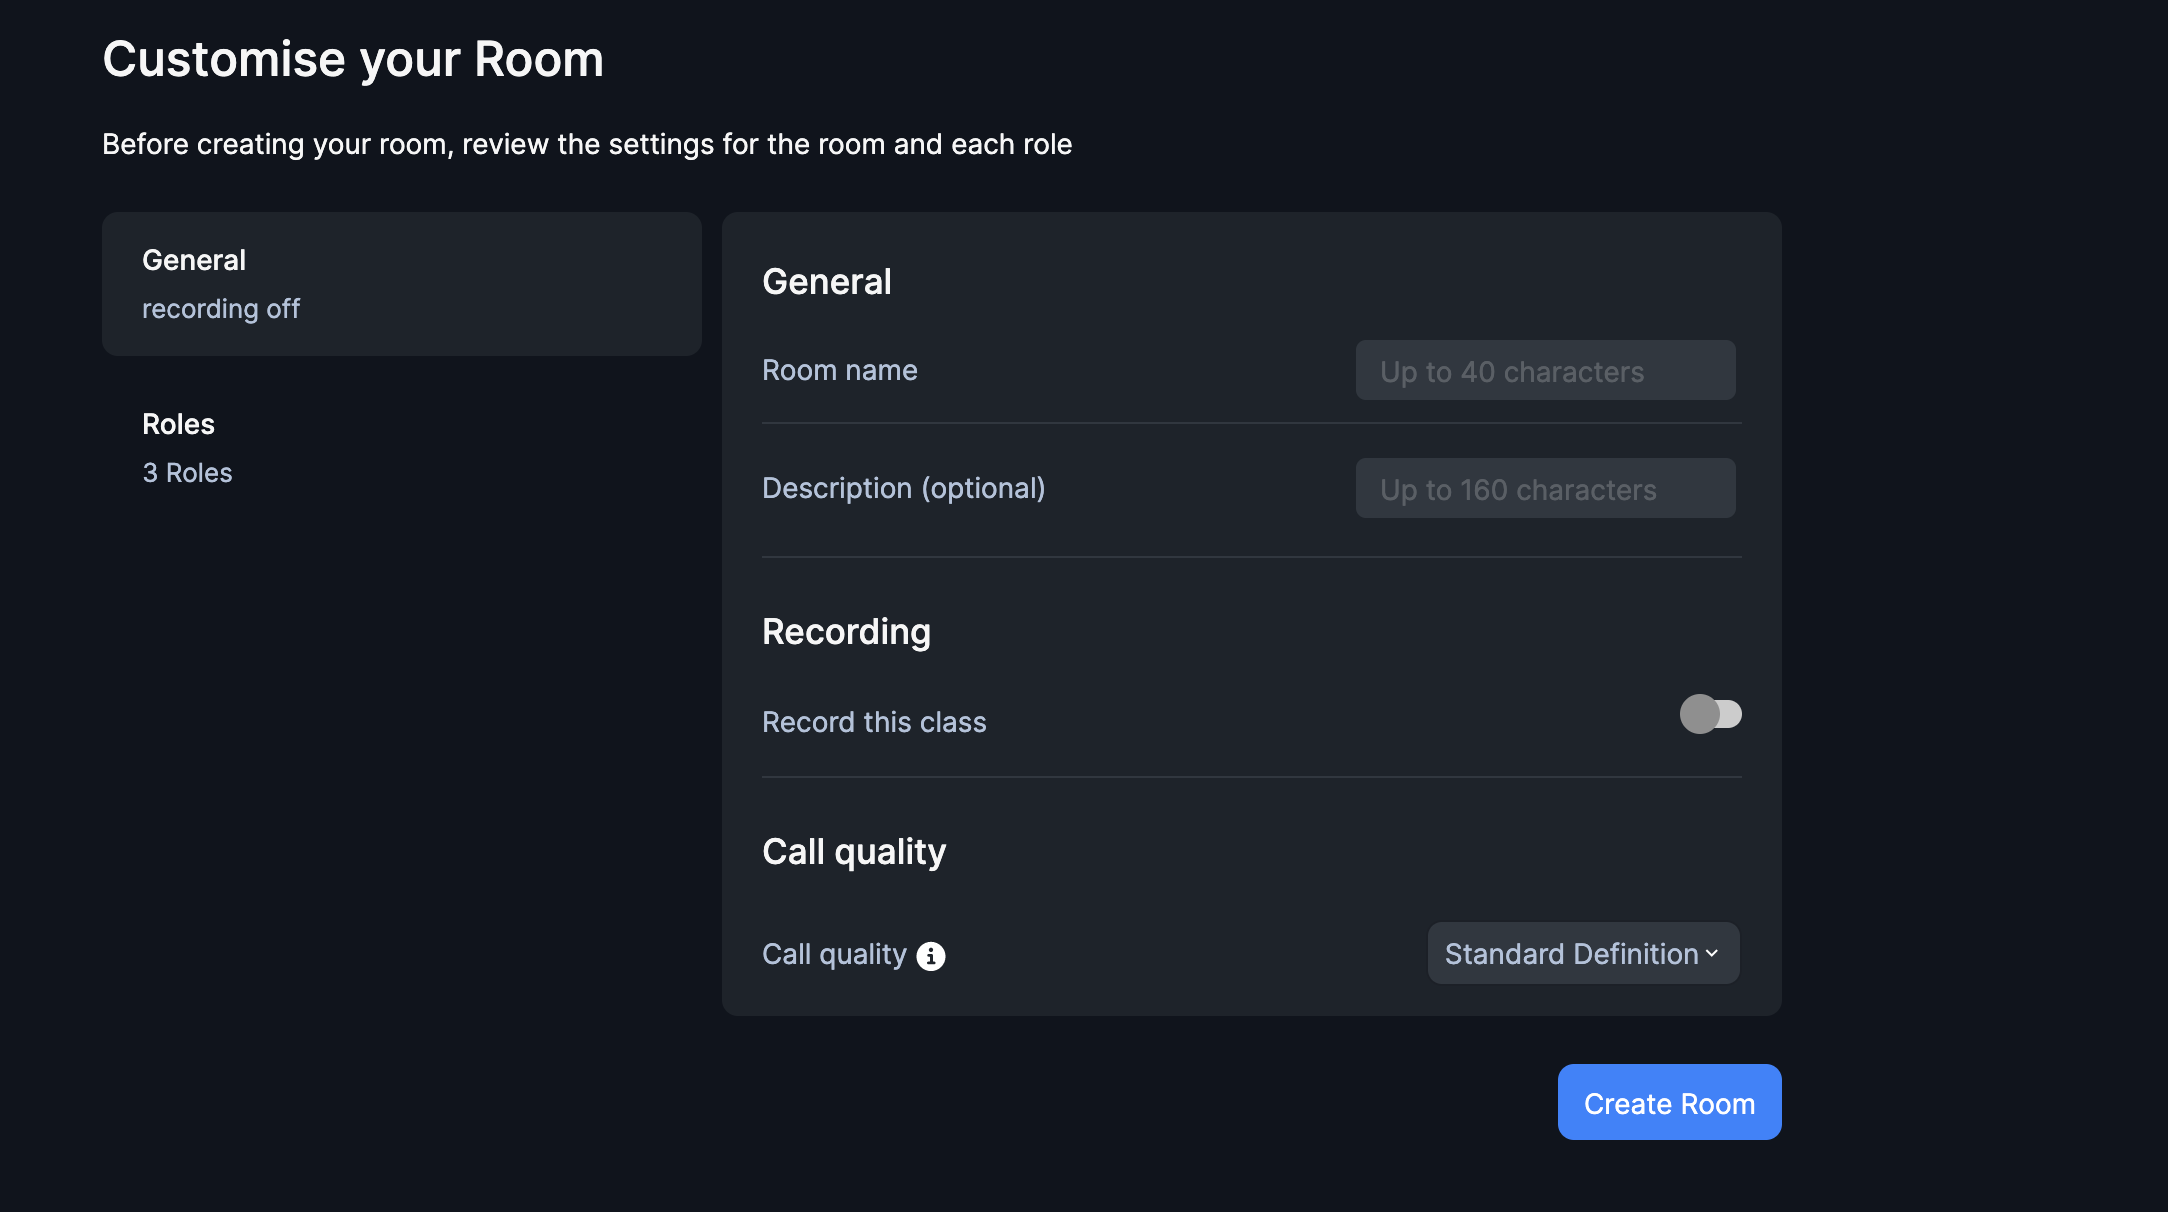 Customise your Room
Before creating your room, review the settings for the room and each role
General
recording off
Roles
3 Roles
General
Room name
Up to 40 characters
Description (optional)
Up to 160 characters
Recording
Record this class
Call quality
Call quality
Standard Definition
Create Room